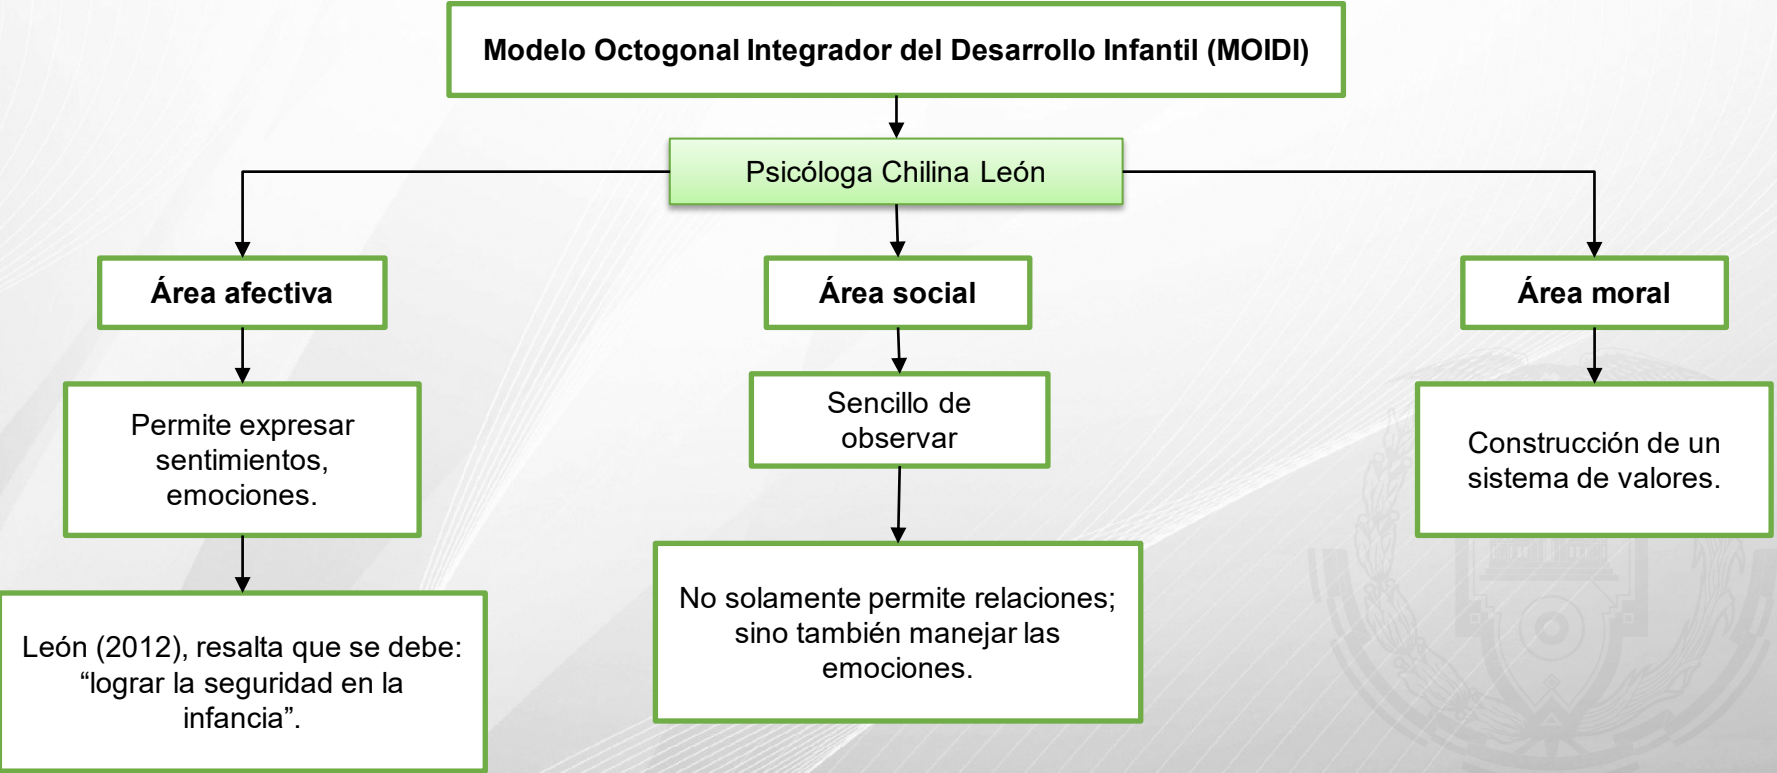 Modelo Octogonal Integrador del Desarrollo Infantil (MOIDI)
Psicóloga Chilina León
Área afectiva
Área social
Área moral
Permite expresar
sentimientos,
emociones.
Sencillo de
observar
Construcción de un
sistema de valores.
León (2012), resalta que se debe:
“lograr la seguridad en la
infancia”.
No solamente permite relaciones;
sino también manejar las
emociones.